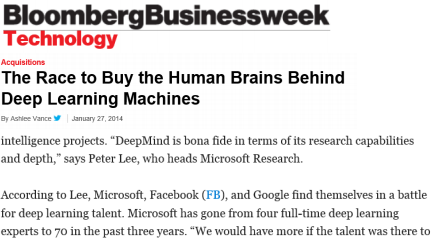 BloombergBusinessweek
Technology
Acquisitions
The Race to Buy the Human Brains Behind
Deep Learning Machines
By Ashlee Vance | January 27, 2014
intelligence projects. “DeepMind is bona fide in terms of its research capabilities
and depth,” says Peter Lee, who heads Microsoft Research.
According to Lee, Microsoft, Facebook (FB), and Google find themselves in a battle
for deep learning talent. Microsoft has gone from four full-time deep learning
experts to 70 in the past three years. “We would have more if the talent was there to